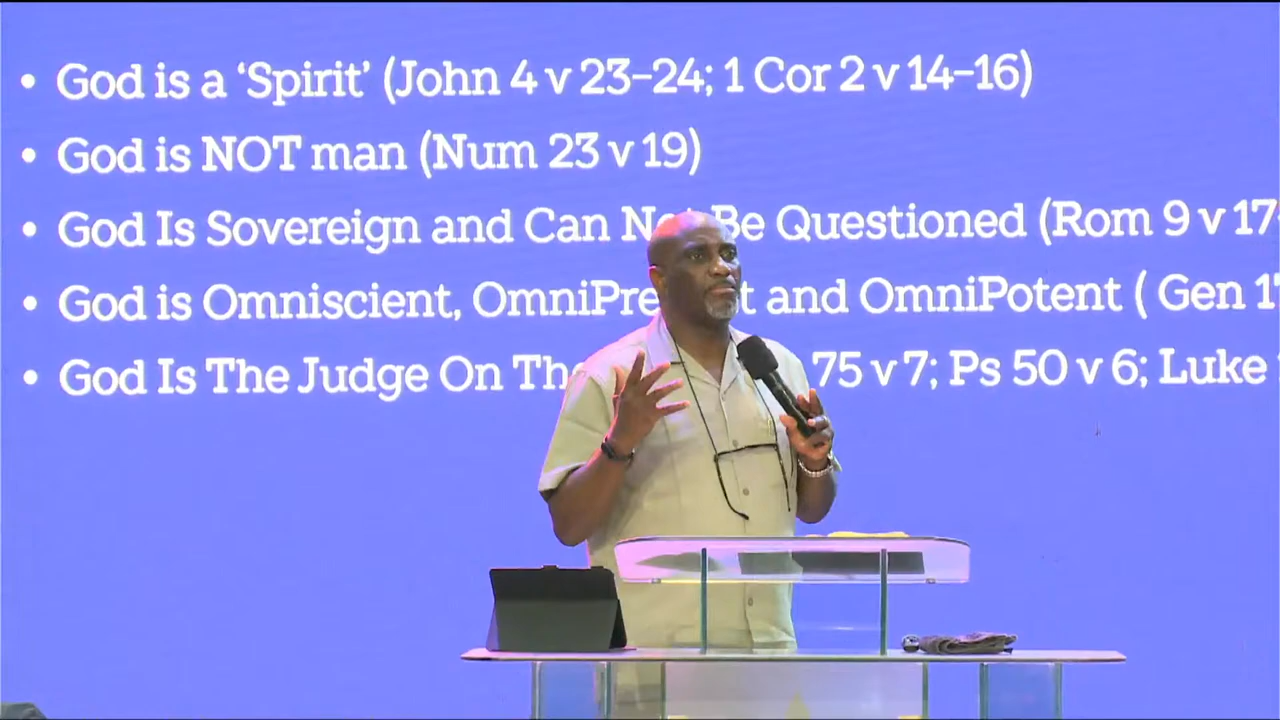 • God is a ‘Spirit’ (John 4 v 23–24; 1 Cor 2 v 14–16)
• God is NOT man (Num 23 v 19)
• God Is Sovereign and Can Be Questioned (Rom 9 v 17
• God is Omniscient, and OmniPotent ( Gen
• God Is The Judge On 75 v 7; Ps 50 v 6; Luke